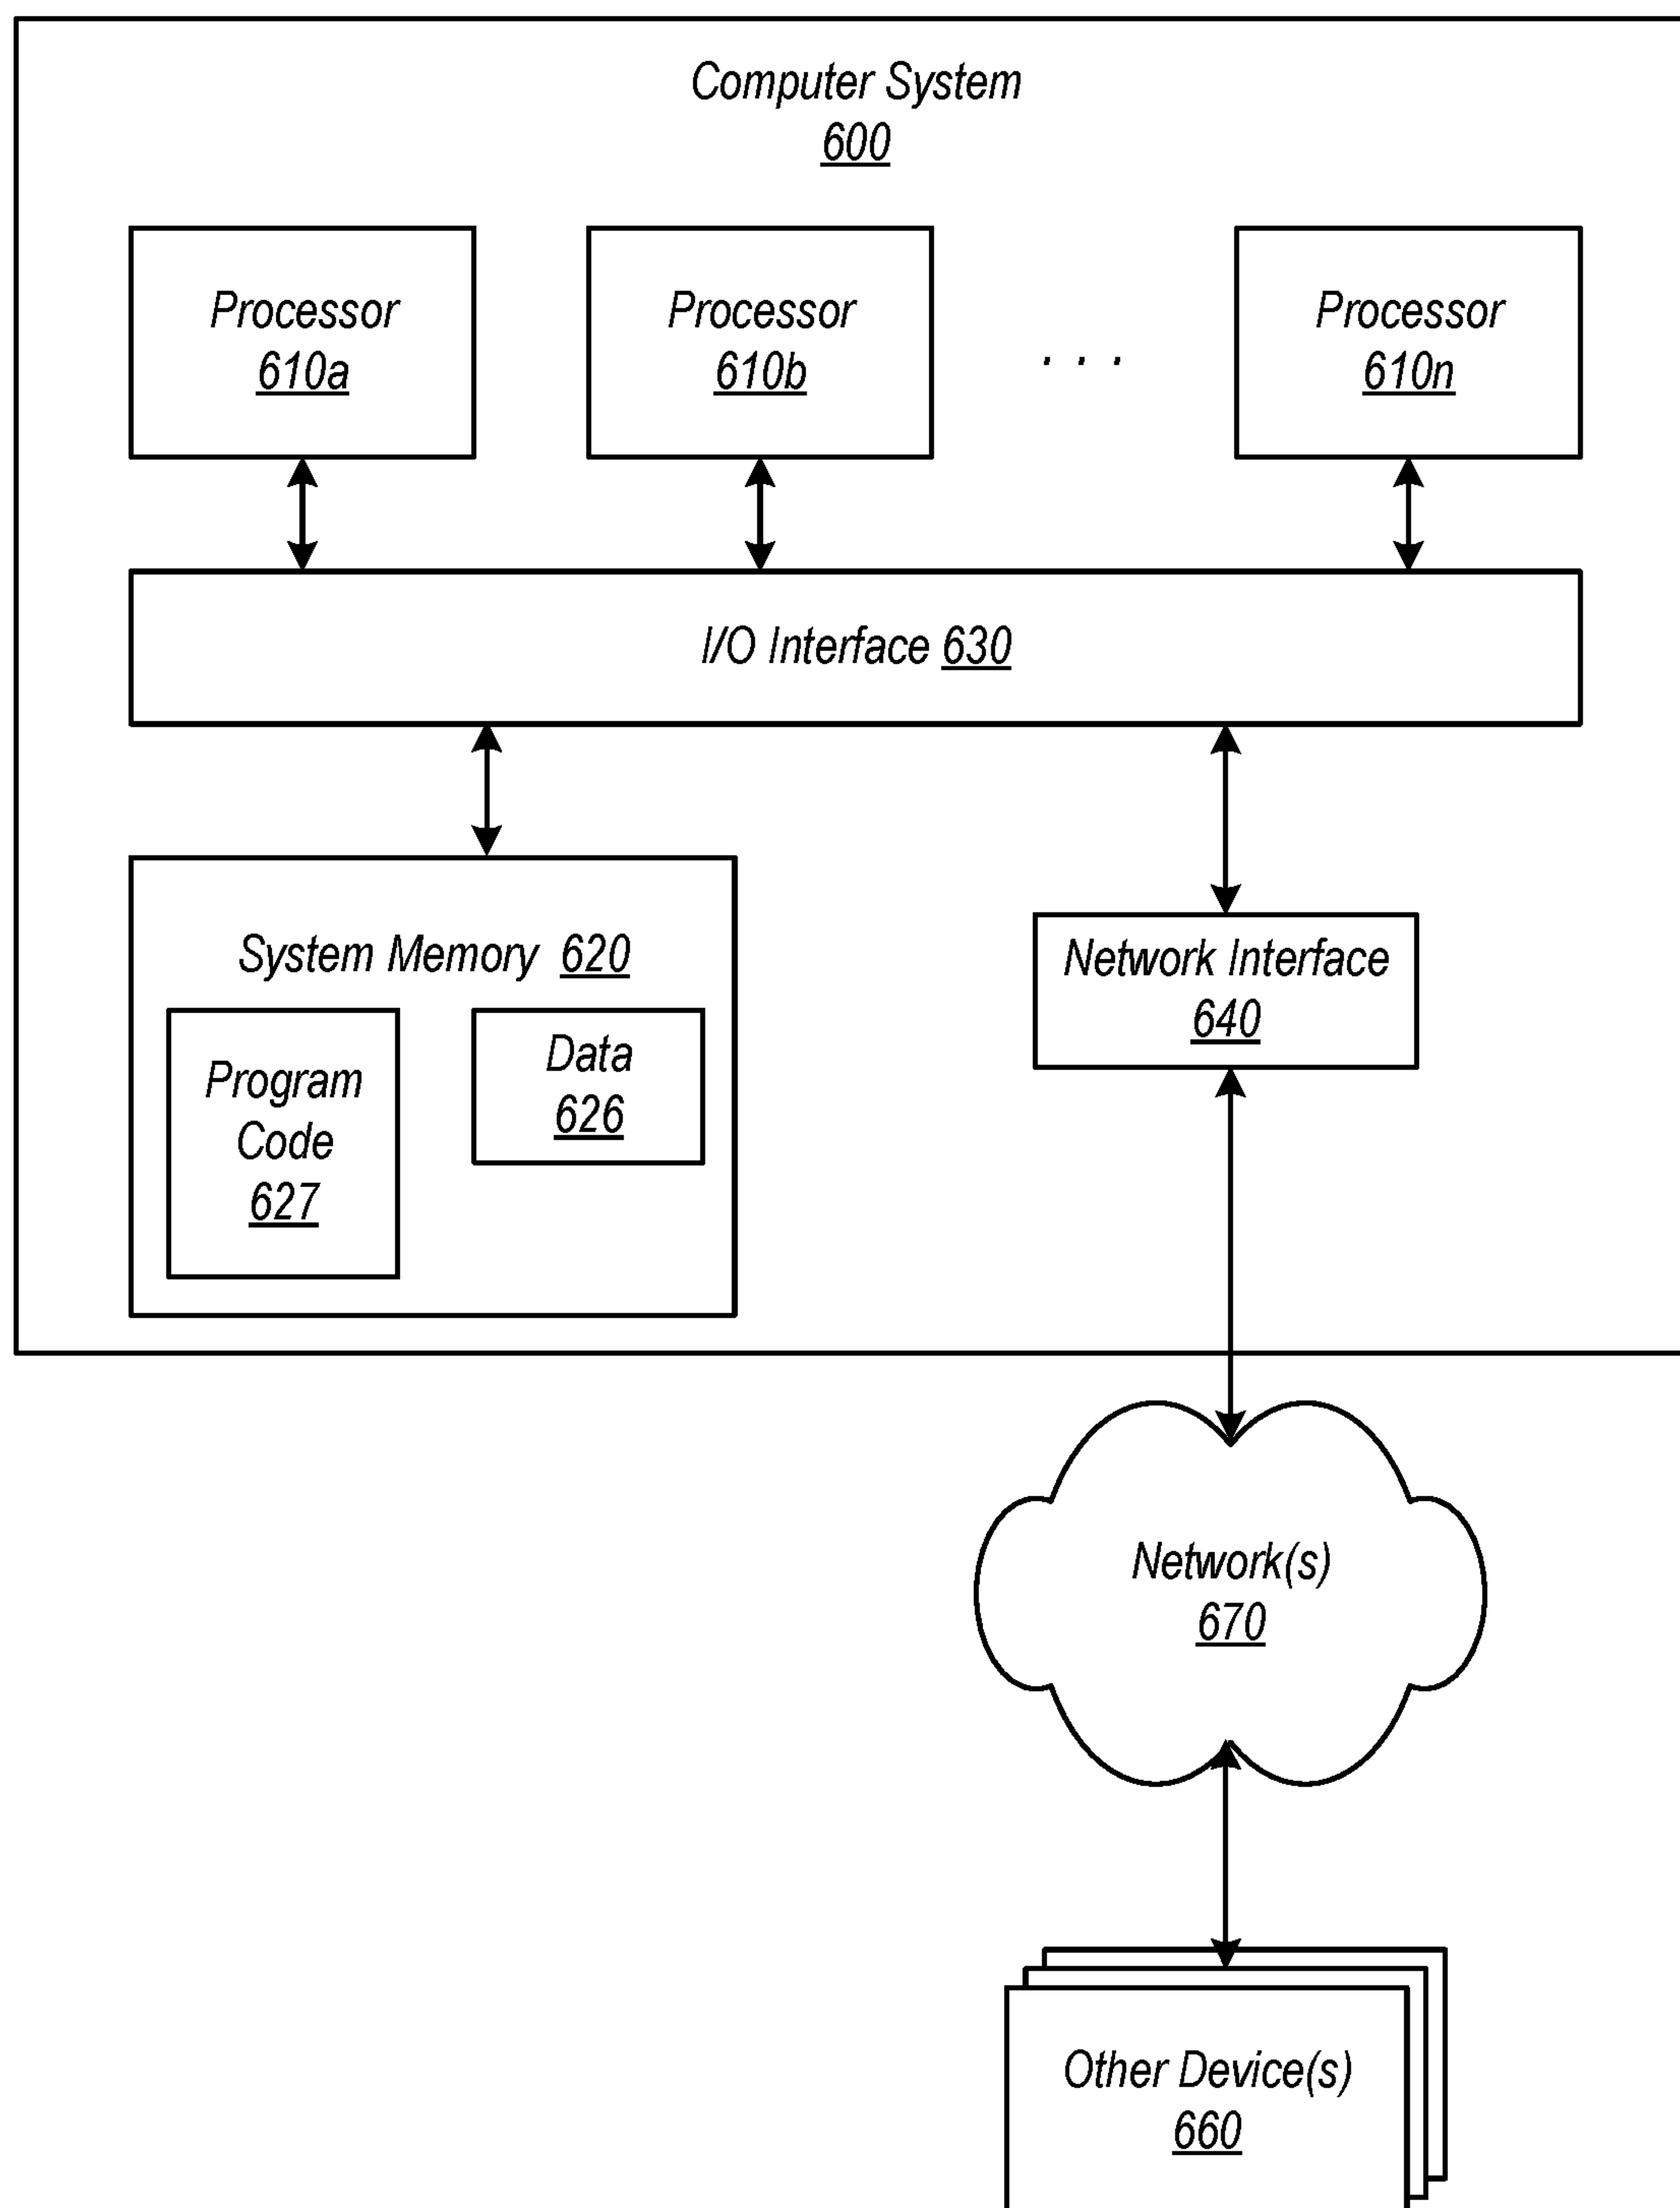 Computer System
600
Processor
610a
Processor
610b
. . .
Processor
610n
I/O Interface 630
System Memory 620
Program
Code
627
Data
626
Network Interface
640
Network(s)
670
Other Device(s)
660